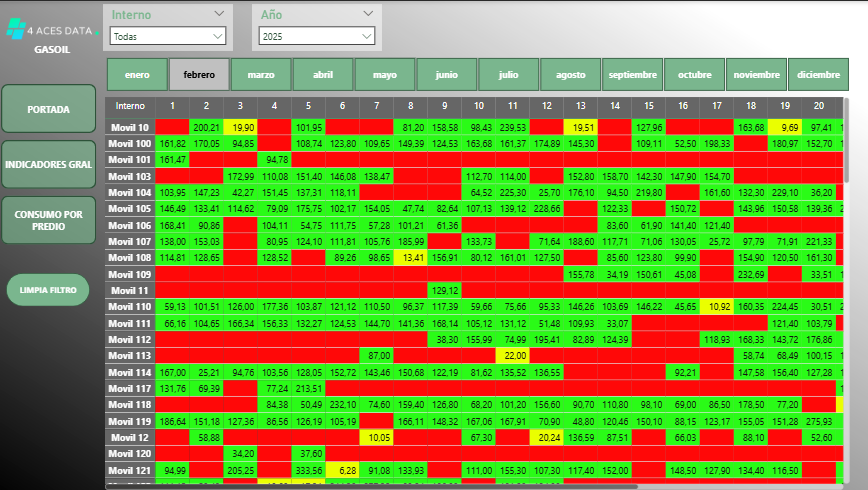 Interno
Año
4 ACES DATA.
GASOIL
Todas
2025
enero febrero marzo abril mayo junio julio agosto septiembre octubre noviembre diciembre
PORTADA
INDICADORES GRAL
CONSUMO POR
PREDIO
LIMPIA FILTRO
Interno 1 2 3 4 5 6 7 8 9 10 11 12 13 14 15 16 17 18 19 20
Movil 10 200,21 19,90 101,95 81,20 158,58 98,43 239,53 19,51 127,96 163,68 9,69 97,41
Movil 100 161,82 170,05 94,85 108,74 123,80 109,65 149,39 124,53 163,68 161,37 174,89 145,30 109,11 52,50 198,33 180,97 152,70
Movil 101 161,47 94,78
Movil 103 172,99 110,08 151,40 146,08 138,47 112,70 114,00 152,80 158,70 142,30 147,90 154,70
Movil 104 103,95 147,23 42,27 151,45 137,31 118,11 64,52 225,30 25,70 176,10 94,50 219,80 161,60 132,30 229,10 36,20
Movil 105 146,49 133,41 114,62 79,09 175,75 102,17 154,05 47,74 82,64 107,13 139,12 228,66 122,33 150,72 143,96 150,58 139,36
Movil 106 168,41 90,86 104,11 54,75 111,75 57,28 101,21 61,36 83,60 61,90 141,40 121,40
Movil 107 138,00 153,03 80,95 124,10 111,81 105,76 185,99 133,73 71,64 188,60 117,71 71,06 130,05 25,72 97,79 71,91 221,33
Movil 108 114,81 128,65 128,52 89,26 98,65 13,41 156,91 80,12 161,01 127,50 85,60 123,80 99,90 154,90 120,50 161,30
Movil 109 155,78 34,19 150,61 45,08 232,69 33,51
Movil 11 129,12
Movil 110 59,13 101,51 126,00 177,36 103,87 121,12 110,50 96,37 117,39 59,66 75,66 95,33 146,26 103,69 146,22 45,65 10,92 160,35 224,45 30,51
Movil 111 66,16 104,65 166,34 156,33 132,27 124,53 144,70 141,36 168,14 105,12 131,12 51,48 109,93 33,07 121,40 103,79
Movil 112 38,30 155,99 74,99 195,41 82,89 124,39 118,93 168,33 143,72 176,86
Movil 113 87,00 22,00 58,74 68,49 100,15
Movil 114 167,00 25,21 94,76 103,56 128,05 152,72 143,46 150,68 122,19 81,62 135,52 136,55 92,21 147,58 156,40 127,28
Movil 117 131,76 69,39 77,24 213,51
Movil 118 84,38 50,49 232,10 74,60 159,40 126,80 68,20 101,20 156,60 90,70 110,80 98,10 69,00 86,50 178,50 77,20
Movil 119 186,64 151,18 127,36 86,56 126,19 105,19 166,11 148,32 167,06 167,91 70,90 48,80 120,46 150,10 88,15 123,17 155,05 151,28 275,93
Movil 12 58,88 10,05 67,30 20,24 136,59 87,51 66,03 88,10 52,60
Movil 120 34,20 37,60
Movil 121 94,99 205,25 333,56 6,28 91,08 133,93 111,00 155,30 107,30 117,40 152,00 148,50 127,90 134,40 116,50